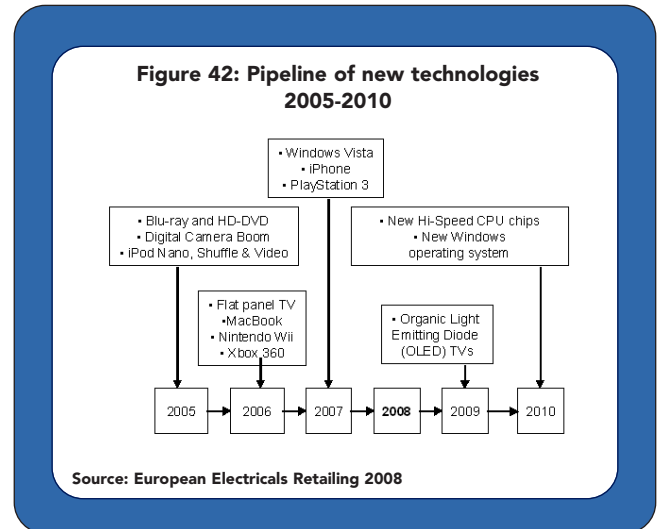 Figure 42: Pipeline of new technologies
2005-2010
▪ Windows Vista
▪ iPhone
▪ PlayStation 3
▪ Blu-ray and HD-DVD
▪ Digital Camera Boom
▪ iPod Nano, Shuffle & Video
▪ New Hi-Speed CPU chips
▪ New Windows
operating system
▪ Flat panel TV
▪MacBook
▪ Nintendo Wii
▪ Xbox 360
▪ Organic Light
Emitting Diode
(OLED) TVs
2005
2006
2007
2008
2009
2010
Source: European Electricals Retailing 2008